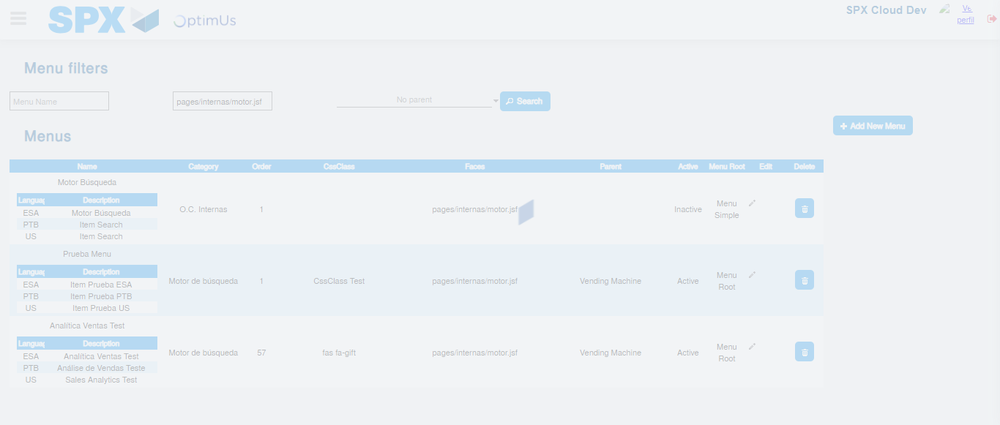 SPX OptimUs
SPX Cloud Dev
perfil
Menu filters
Menu Name
pages/internas/motor.jsf
No parent
Search
Add New Menu
Menus
Name Category Order CssClass Faces Parent Active Menu Root Edit Delete
Motor Búsqueda
Description
ESA Motor Búsqueda
PTB Item Search
US Item Search
O.C. Internas 1 pages/internas/motor.jsf Inactive Menu
Simple
Prueba Menu
Description
ESA Item Prueba ESA
PTB Item Prueba PTB
US Item Prueba US
Motor de búsqueda 1 CssClass Test pages/internas/motor.jsf Vending Machine Active Menu
Root
Analítica Ventas Test
Description
ESA Analítica Ventas Test
PTB Análise de Vendas Teste
US Sales Analytics Test
Motor de búsqueda 57 fas fa-gift pages/internas/motor.jsf Vending Machine Active Menu
Root